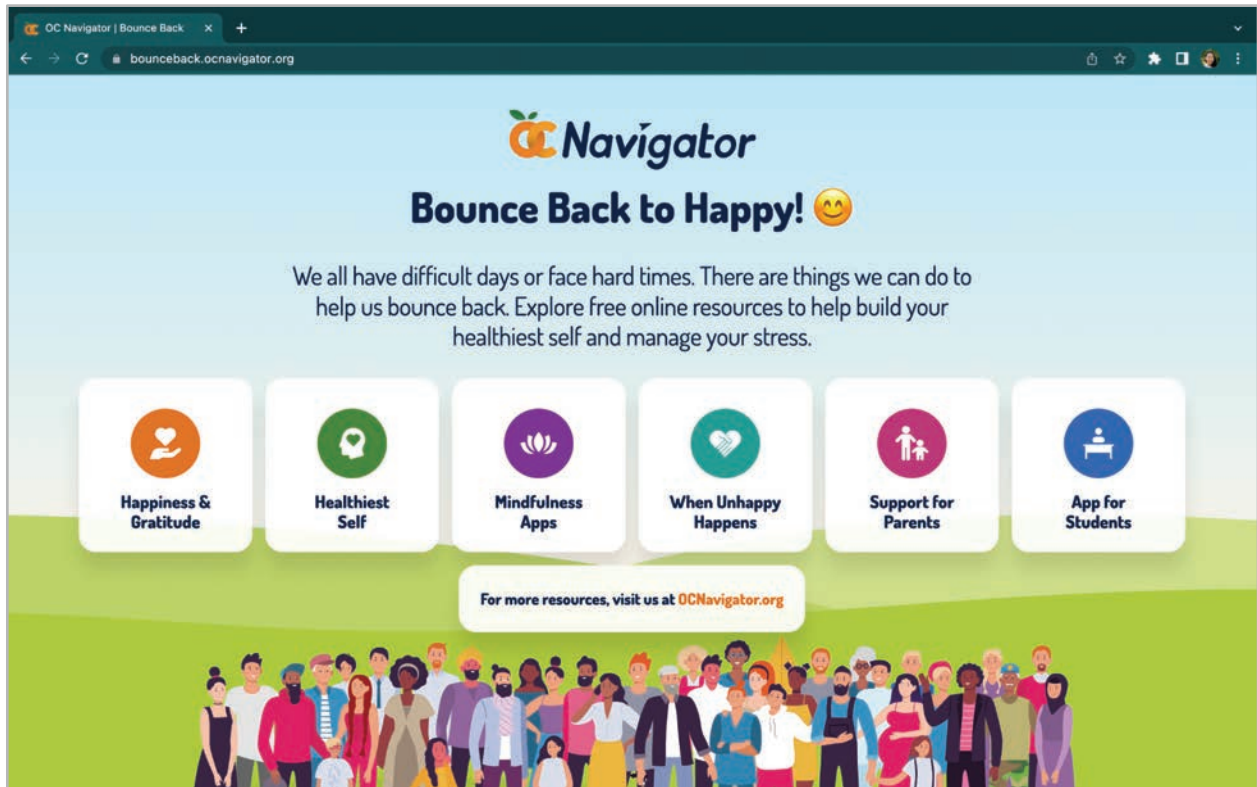 OC Navigator | Bounce Back
bounceback.ocnavigator.org
OC Navigator
Bounce Back to Happy! 😊
We all have difficult days or face hard times. There are things we can do to
help us bounce back. Explore free online resources to help build your
healthiest self and manage your stress.
Happiness &
Gratitude
Healthiest
Self
Mindfulness
Apps
When Unhappy
Happens
Support for
Parents
App for
Students
For more resources, visit us at OCNavigator.org